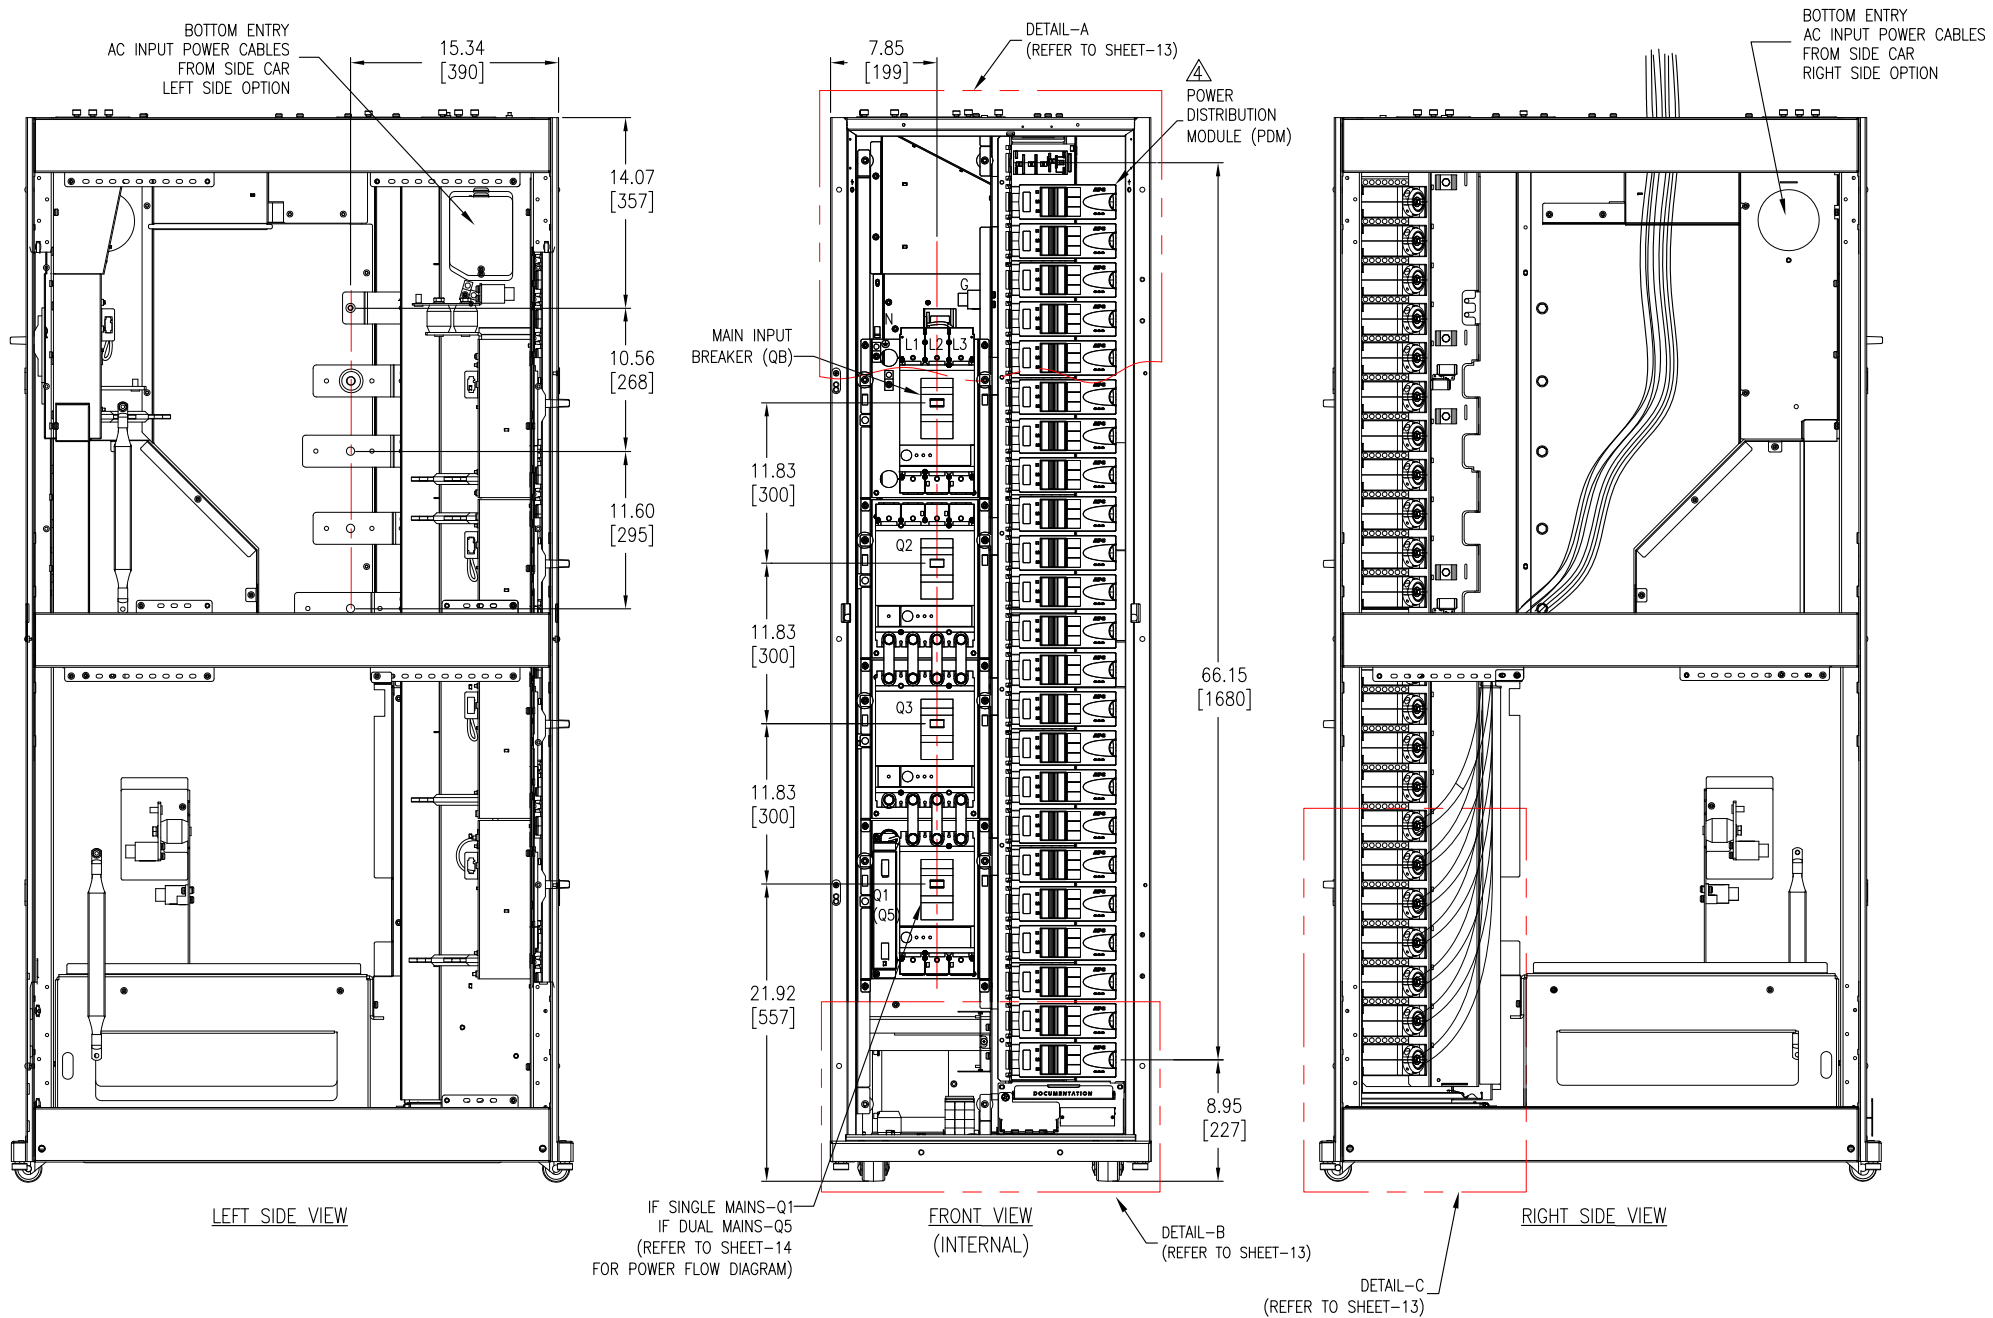 BOTTOM ENTRY
AC INPUT POWER CABLES
FROM SIDE CAR
LEFT SIDE OPTION
15.34
[390]
14.07
[357]
10.56
[268]
11.60
[295]
LEFT SIDE VIEW
7.85
[199]
DETAIL-A
(REFER TO SHEET-13)
4
POWER
DISTRIBUTION
MODULE (PDM)
MAIN INPUT
BREAKER (QB)
G
N
L1 L2 L3
Q2
Q3
Q1
(Q5)
11.83
[300]
11.83
[300]
11.83
[300]
21.92
[557]
66.15
[1680]
8.95
[227]
DOCUMENTATION
IF SINGLE MAINS-Q1
IF DUAL MAINS-Q5
(REFER TO SHEET-14
FOR POWER FLOW DIAGRAM)
FRONT VIEW
(INTERNAL)
DETAIL-B
(REFER TO SHEET-13)
BOTTOM ENTRY
AC INPUT POWER CABLES
FROM SIDE CAR
RIGHT SIDE OPTION
RIGHT SIDE VIEW
DETAIL-C
(REFER TO SHEET-13)